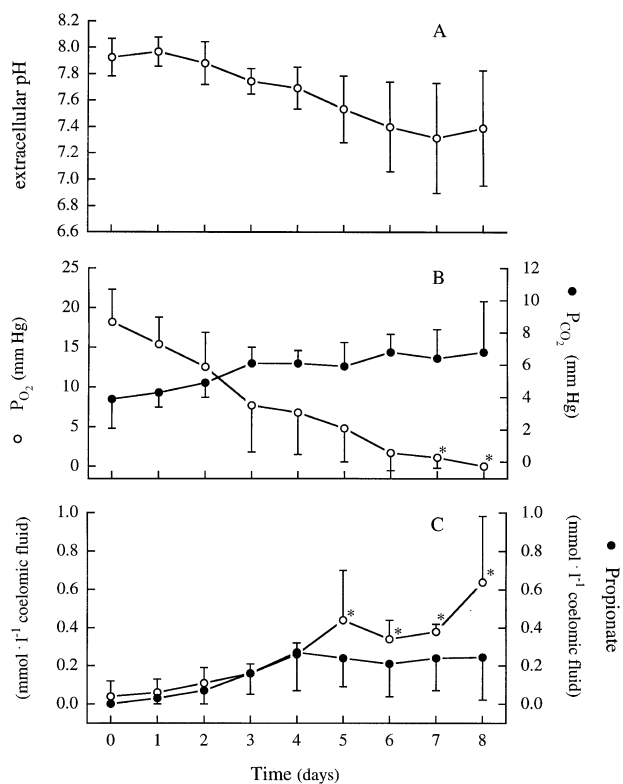 A
8.2
8.0
7.8
7.6
7.4
7.2
7.0
6.8
6.6
extracellular pH
B
25
20
15
10
5
0
P_O2 (mm Hg)
12
10
8
6
4
2
0
P_CO2 (mm Hg)
* *
C
1.0
0.8
0.6
0.4
0.2
0.0
(mmol · l⁻¹ coelomic fluid)
1.0
0.8
0.6
0.4
0.2
0.0
(mmol · l⁻¹ coelomic fluid)
Propionate
* * * *
0 1 2 3 4 5 6 7 8
Time (days)